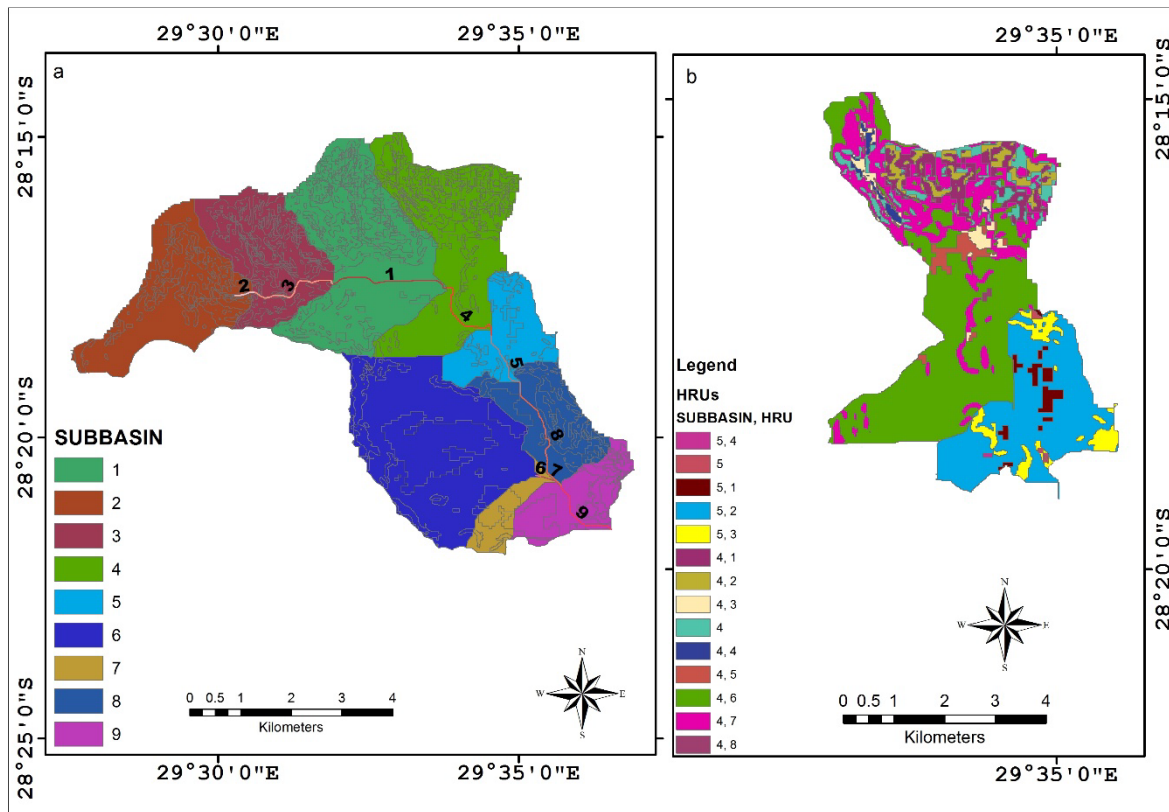 29°30'0"E 29°35'0"E
a
28°15'0"S
28°20'0"S
28°25'0"S
2 3 1
4
5
8
6 7
9
SUBBASIN
1
2
3
4
5
6
7
8
9
0 0.5 1 2 3 4
Kilometers
N
W E
S
29°30'0"E 29°35'0"E
29°35'0"E
b
28°15'0"S
28°20'0"S
Legend
HRUs
SUBBASIN, HRU
5, 4
5
5, 1
5, 2
5, 3
4, 1
4, 2
4, 3
4
4, 4
4, 5
4, 6
4, 7
4, 8
N
W E
S
0 0.5 1 2 3 4
Kilometers
29°35'0"E